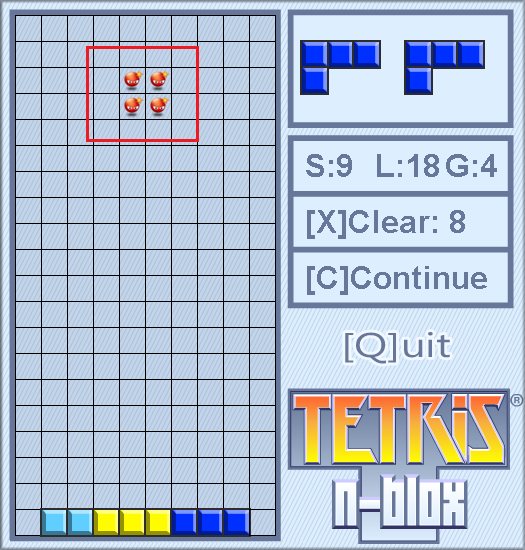 S:9 L:18 G:4
[X]Clear: 8
[C]Continue
[Q]uit
TETRiS®
n-blox